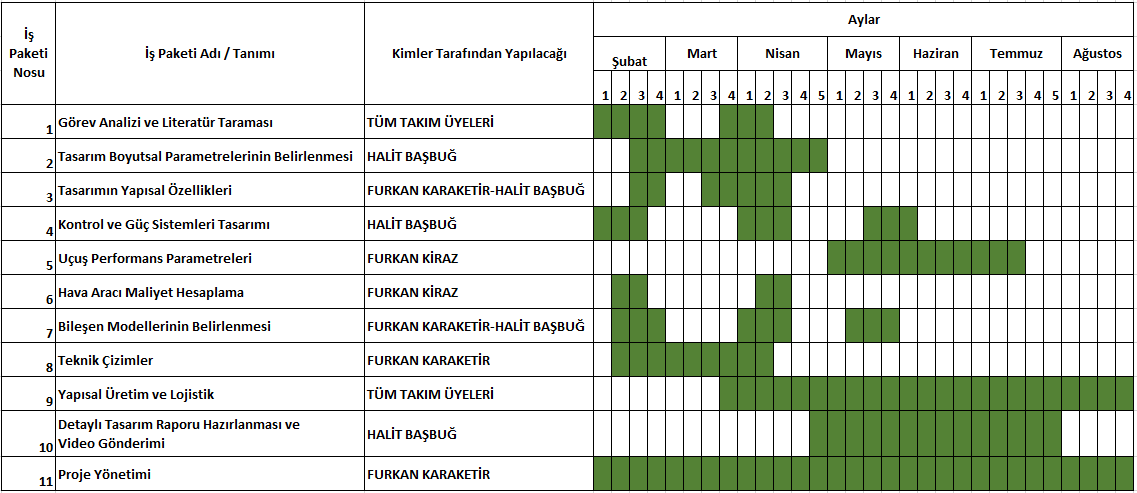 Aylar
İş
Paketi
Nosu
İş Paketi Adı / Tanımı
Kimler Tarafından Yapılacağı
Şubat
Mart
Nisan
Mayıs
Haziran
Temmuz
Ağustos
1 2 3 4 1 2 3 4 1 2 3 4 5 1 2 3 4 1 2 3 4 1 2 3 4 5 1 2 3 4
1 Görev Analizi ve Literatür Taraması TÜM TAKIM ÜYELERİ
2 Tasarım Boyutsal Parametrelerinin Belirlenmesi HALİT BAŞBUĞ
3 Tasarımın Yapısal Özellikleri FURKAN KARAKETİR-HALİT BAŞBUĞ
4 Kontrol ve Güç Sistemleri Tasarımı HALİT BAŞBUĞ
5 Uçuş Performans Parametreleri FURKAN KİRAZ
6 Hava Aracı Maliyet Hesaplama FURKAN KİRAZ
7 Bileşen Modellerinin Belirlenmesi FURKAN KARAKETİR-HALİT BAŞBUĞ
8 Teknik Çizimler FURKAN KARAKETİR
9 Yapısal Üretim ve Lojistik TÜM TAKIM ÜYELERİ
10 Detaylı Tasarım Raporu Hazırlanması ve
Video Gönderimi HALİT BAŞBUĞ
11 Proje Yönetimi FURKAN KARAKETİR